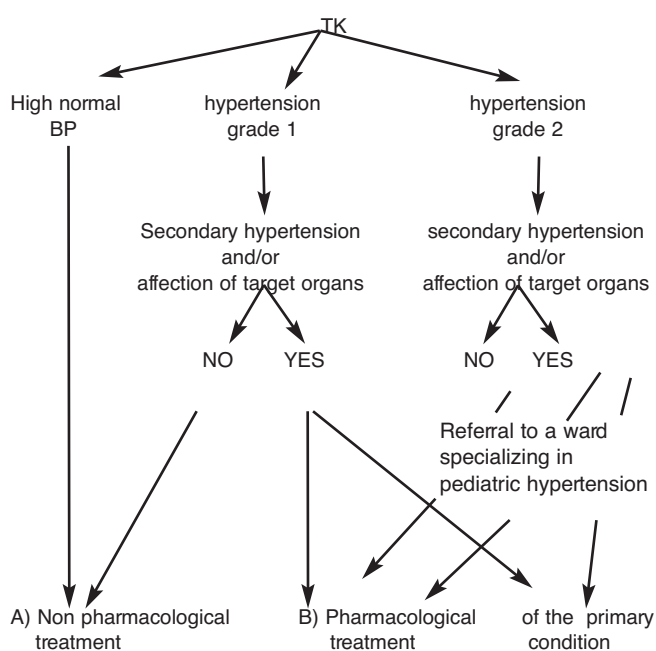 TK
High normal
BP
hypertension
grade 1
hypertension
grade 2
Secondary hypertension
and/or
affection of target organs
secondary hypertension
and/or
affection of target organs
NO
YES
NO
YES
Referral to a ward
specializing in
pediatric hypertension
A) Non pharmacological
treatment
B) Pharmacological
treatment
of the primary
condition